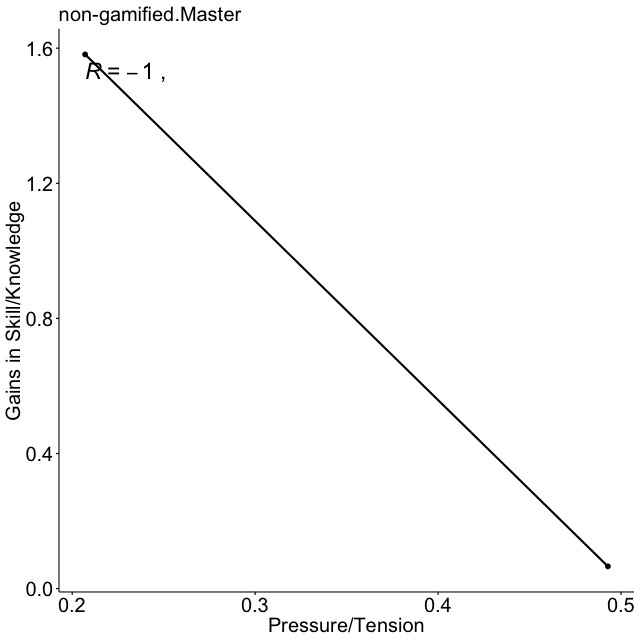 non-gamified.Master
1.6
R = −1 ,
1.2
0.8
0.4
0.0
Gains in Skill/Knowledge
0.2 0.3 0.4 0.5
Pressure/Tension